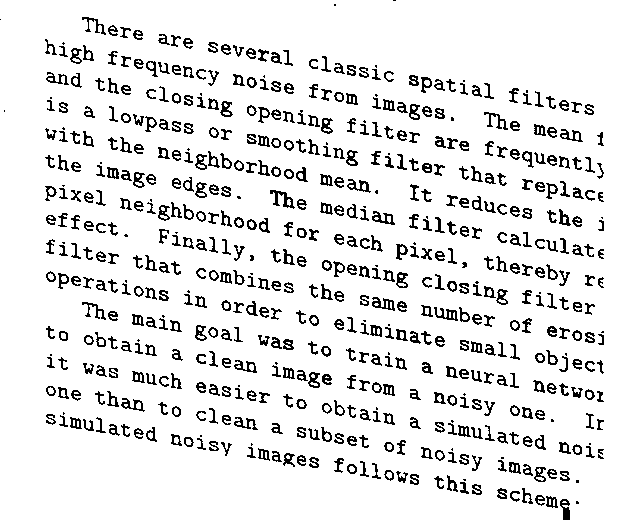 There are several classic spatial filters
high frequency noise from images. The mean f
and the closing opening filter are frequently
is a lowpass or smoothing filter that replace
with the neighborhood mean. It reduces the i
the image edges. The median filter calculate
pixel neighborhood for each pixel, thereby re
effect. Finally, the opening closing filter
filter that combines the same number of erosi
operations in order to eliminate small object
The main goal was to train a neural networ
to obtain a clean image from a noisy one. In
it was much easier to obtain a simulated nois
one than to clean a subset of noisy images.
simulated noisy images follows this scheme.